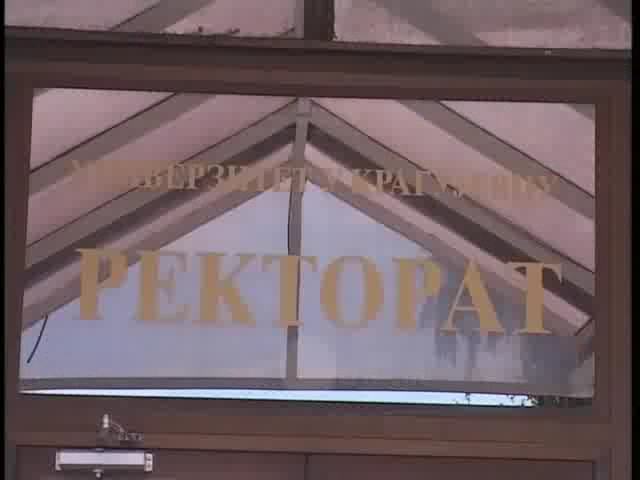 УНИВЕРЗИТЕТ У КРАГУЈЕВЦУ
РЕКТОРАТ